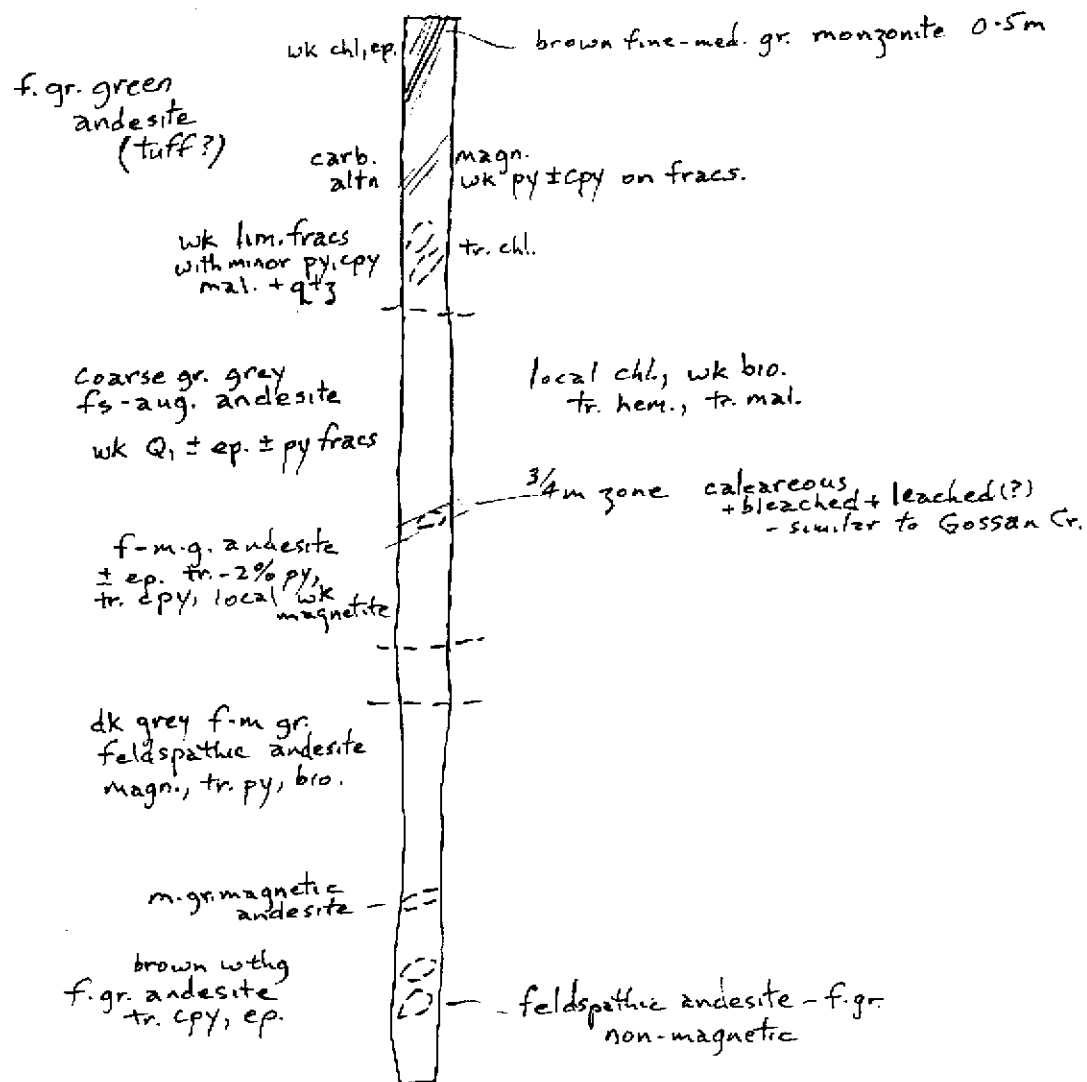 wk chl, ep.
brown fine-med. gr. monzonite 0.5m
f. gr. green
andesite
(tuff?)
carb.
altn
magn.
wk py ± cpy on fracs.
wk lim. fracs
with minor py, cpy
mal. + qtz
tr. chl.
coarse gr. grey
fs-aug. andesite
wk Q, ± ep. ± py fracs
local chl., wk bio.
tr. hem., tr. mal.
3/4 m zone calcareous
+bleached + leached(?)
- similar to Gossan Cr.
f-m.g. andesite
± ep. tr.-2% py,
tr. cpy, local wk
magnetite
dk grey f-m gr.
feldspathic andesite
magn., tr. py, bio.
m.gr. magnetic
andesite
brown wthg
f. gr. andesite
tr. cpy, ep.
feldspathic andesite - f.gr.
non-magnetic